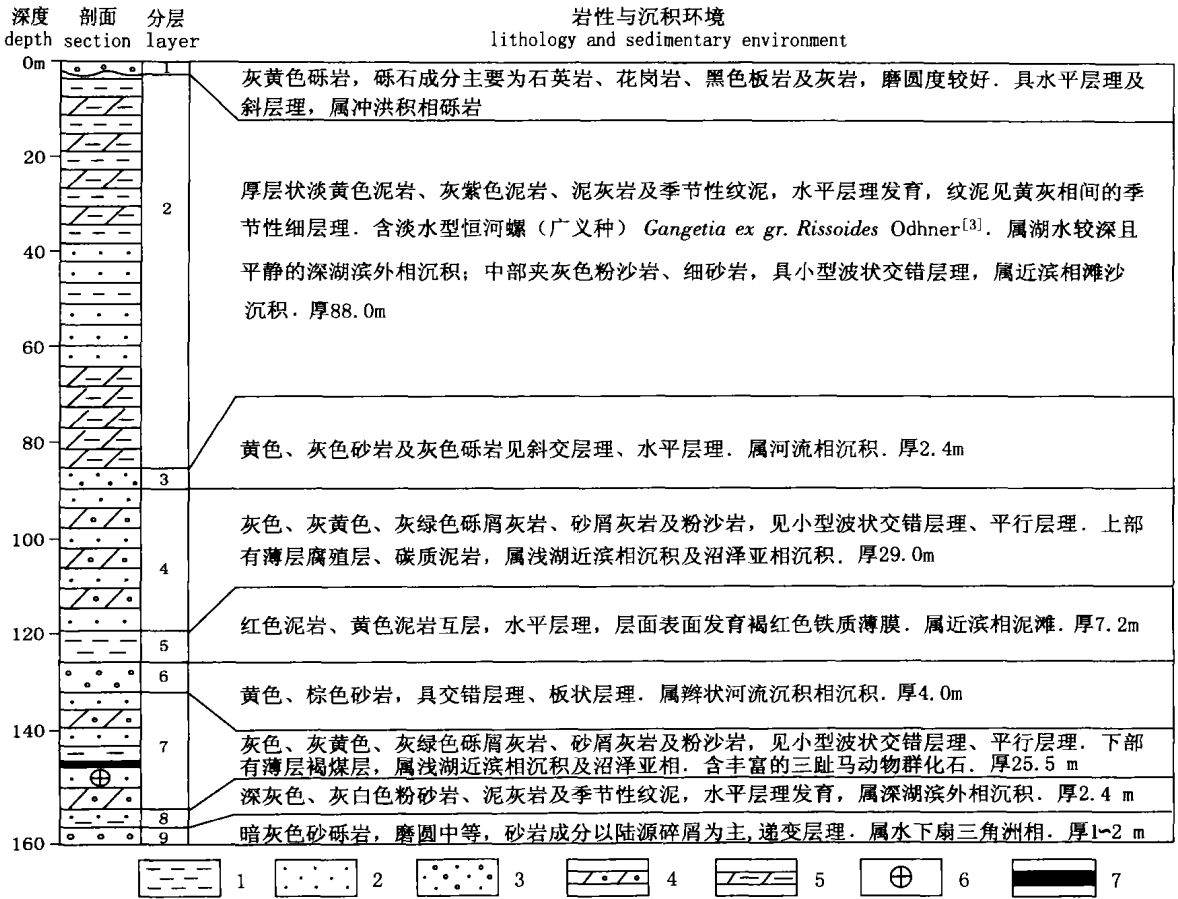 深度 剖面 分层 岩性与沉积环境
depth section layer lithology and sedimentary environment
0m
1
灰黄色砾岩，砾石成分主要为石英岩、花岗岩、黑色板岩及灰岩，磨圆度较好．具水平层理及
斜层理，属冲洪积相砾岩
20
2
厚层状淡黄色泥岩、灰紫色泥岩、泥灰岩及季节性纹泥，水平层理发育，纹泥见黄灰相间的季
节性细层理．含淡水型恒河螺（广义种） Gangetia ex gr. Rissoides Odhner[3]．属湖水较深且
40
平静的深湖滨外相沉积；中部夹灰色粉沙岩、细砂岩，具小型波状交错层理，属近滨相滩沙
沉积．厚88.0m
60
80
黄色、灰色砂岩及灰色砾岩见斜交层理、水平层理．属河流相沉积．厚2.4m
3
灰色、灰黄色、灰绿色砾屑灰岩、砂屑灰岩及粉沙岩，见小型波状交错层理、平行层理．上部
100
有薄层腐殖层、碳质泥岩，属浅湖近滨相沉积及沼泽亚相沉积．厚29.0m
4
120
红色泥岩、黄色泥岩互层，水平层理，层面表面发育褐红色铁质薄膜．属近滨相泥滩．厚7.2m
5
6
黄色、棕色砂岩，具交错层理、板状层理．属辫状河流沉积相沉积．厚4.0m
140
7
灰色、灰黄色、灰绿色砾屑灰岩、砂屑灰岩及粉沙岩，见小型波状交错层理、平行层理．下部
有薄层褐煤层，属浅湖近滨相沉积及沼泽亚相．含丰富的三趾马动物群化石．厚25.5 m
深灰色、灰白色粉砂岩、泥灰岩及季节性纹泥，水平层理发育，属深湖滨外相沉积．厚2.4 m
8
暗灰色砂砾岩，磨圆中等，砂岩成分以陆源碎屑为主,递变层理．属水下扇三角洲相．厚1~2 m
9
160
1 2 3 4 5 6 7